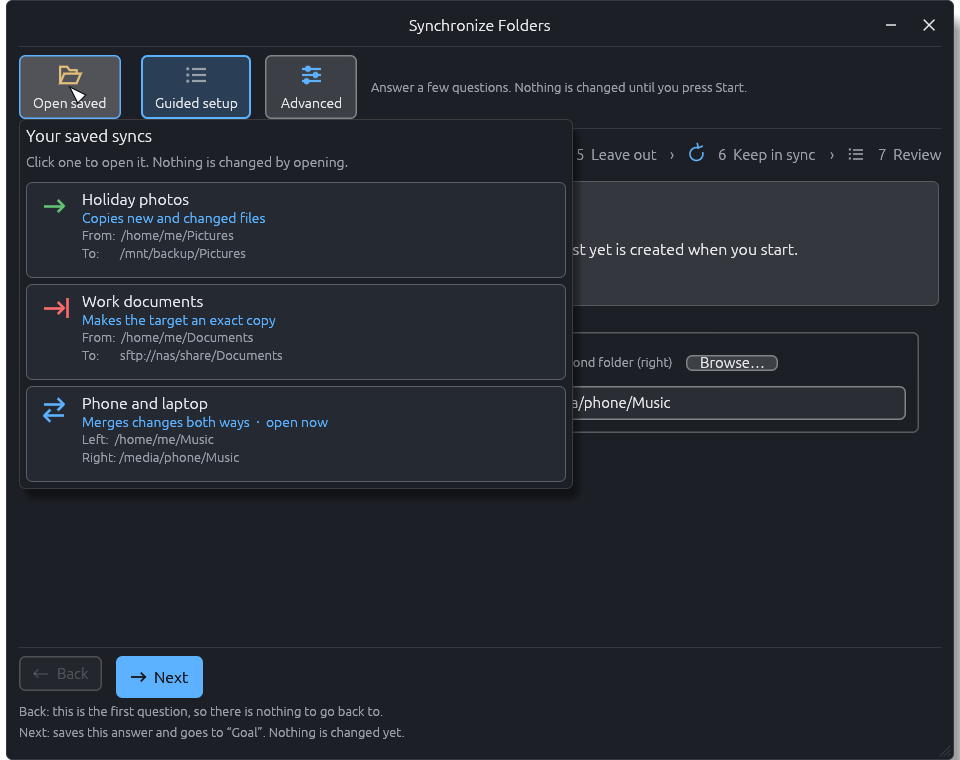 Synchronize Folders
Open saved
Guided setup
Advanced
Answer a few questions. Nothing is changed until you press Start.
Your saved syncs
Click one to open it. Nothing is changed by opening.
5 Leave out › 6 Keep in sync › 7 Review
Holiday photos
Copies new and changed files
From: /home/me/Pictures
To: /mnt/backup/Pictures
st yet is created when you start.
Work documents
Makes the target an exact copy
From: /home/me/Documents
To: sftp://nas/share/Documents
ond folder (right) Browse...
a/phone/Music
Phone and laptop
Merges changes both ways · open now
Left: /home/me/Music
Right: /media/phone/Music
← Back
→ Next
Back: this is the first question, so there is nothing to go back to.
Next: saves this answer and goes to “Goal”. Nothing is changed yet.